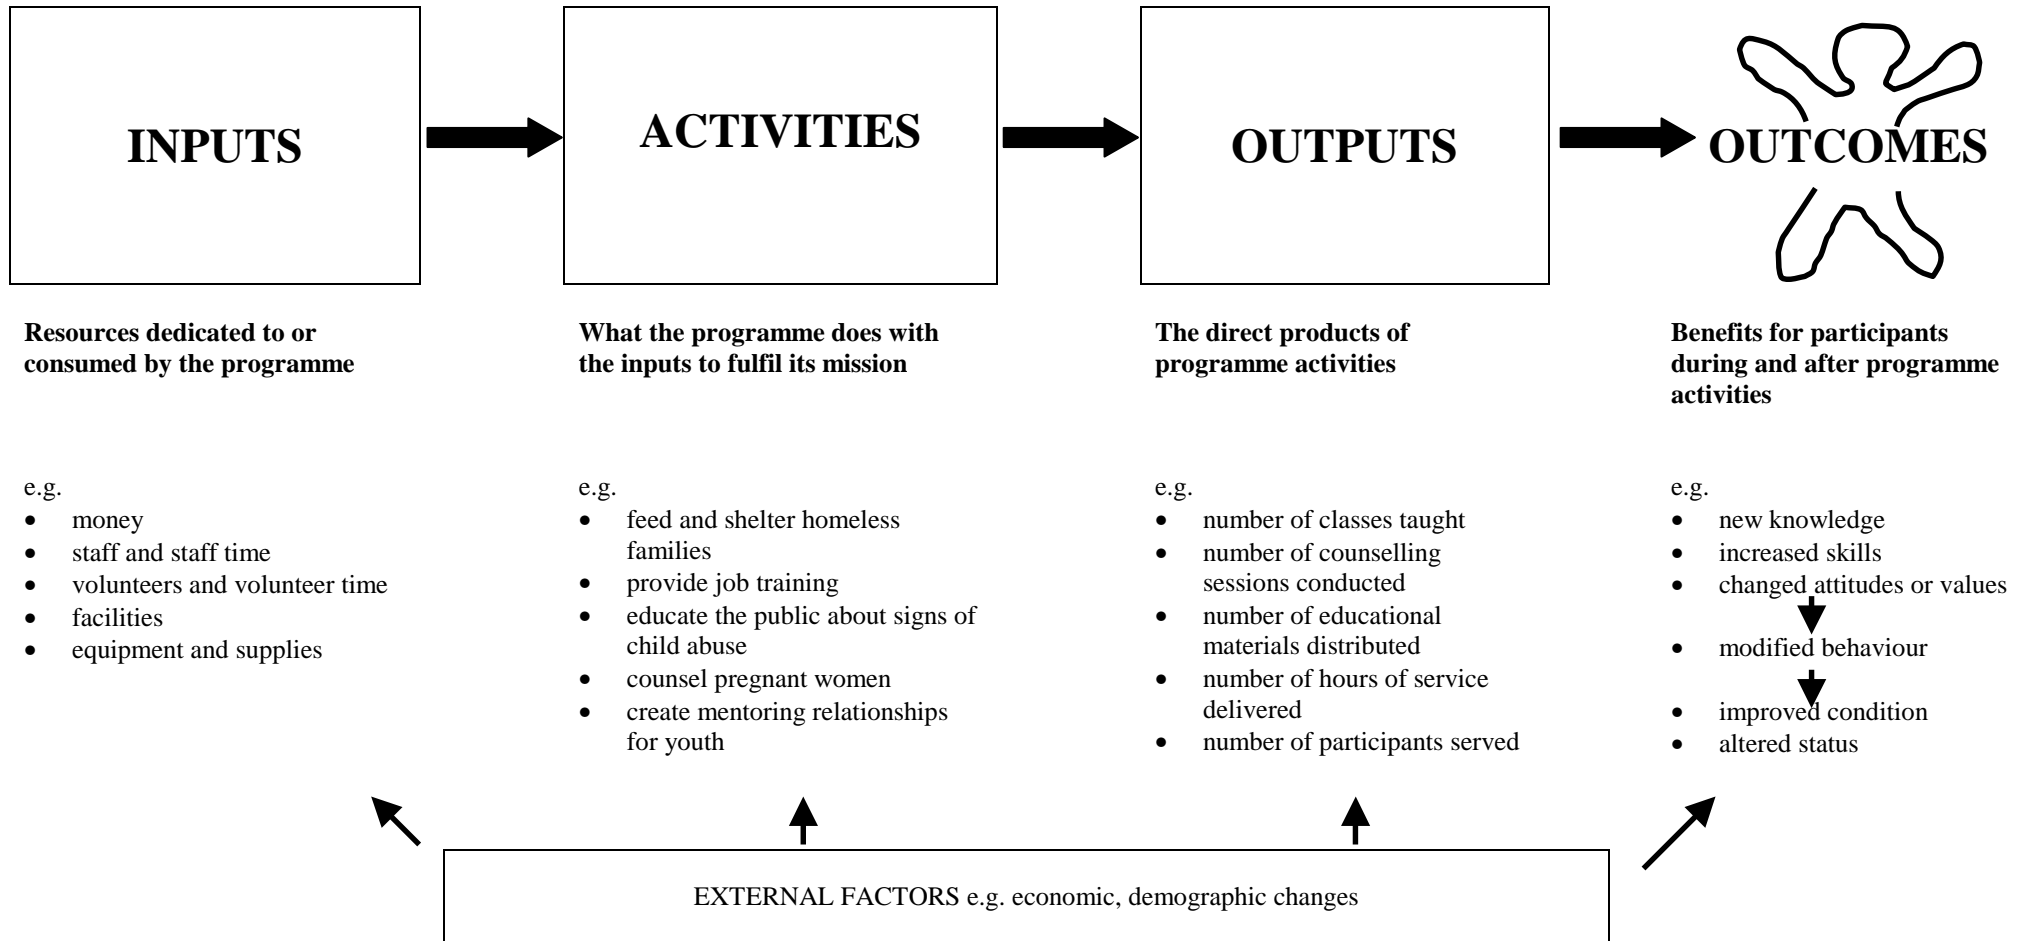 INPUTS
ACTIVITIES
OUTPUTS
OUTCOMES
Resources dedicated to or
consumed by the programme
What the programme does with
the inputs to fulfil its mission
The direct products of
programme activities
Benefits for participants
during and after programme
activities
e.g.
• money
• staff and staff time
• volunteers and volunteer time
• facilities
• equipment and supplies
e.g.
• feed and shelter homeless
families
• provide job training
• educate the public about signs of
child abuse
• counsel pregnant women
• create mentoring relationships
for youth
e.g.
• number of classes taught
• number of counselling
sessions conducted
• number of educational
materials distributed
• number of hours of service
delivered
• number of participants served
e.g.
• new knowledge
• increased skills
• changed attitudes or values
• modified behaviour
• improved condition
• altered status
EXTERNAL FACTORS e.g. economic, demographic changes